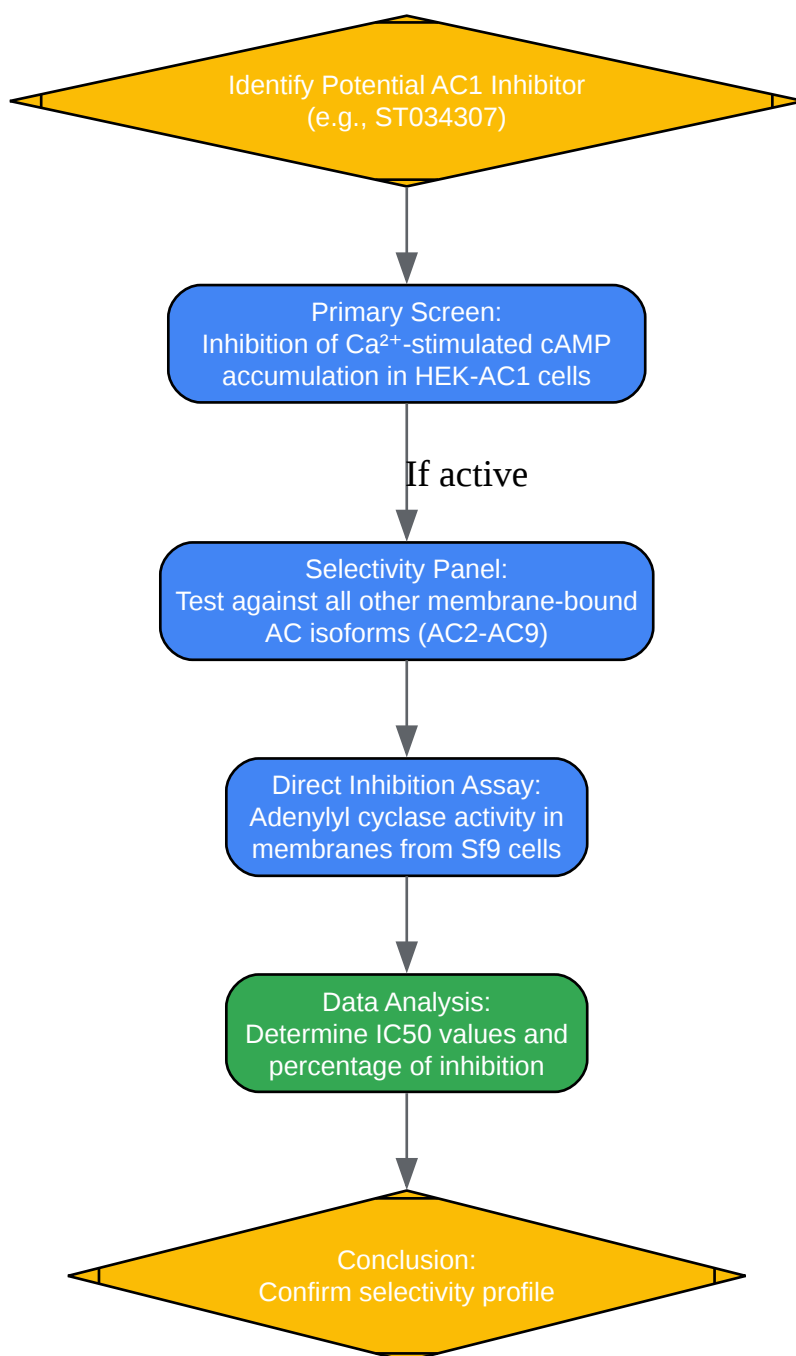 Identify Potential AC1 Inhibitor
(e.g., ST034307)
Primary Screen:
Inhibition of Ca²⁺-stimulated cAMP
accumulation in HEK-AC1 cells
If active
Selectivity Panel:
Test against all other membrane-bound
AC isoforms (AC2-AC9)
Direct Inhibition Assay:
Adenylyl cyclase activity in
membranes from Sf9 cells
Data Analysis:
Determine IC50 values and
percentage of inhibition
Conclusion:
Confirm selectivity profile